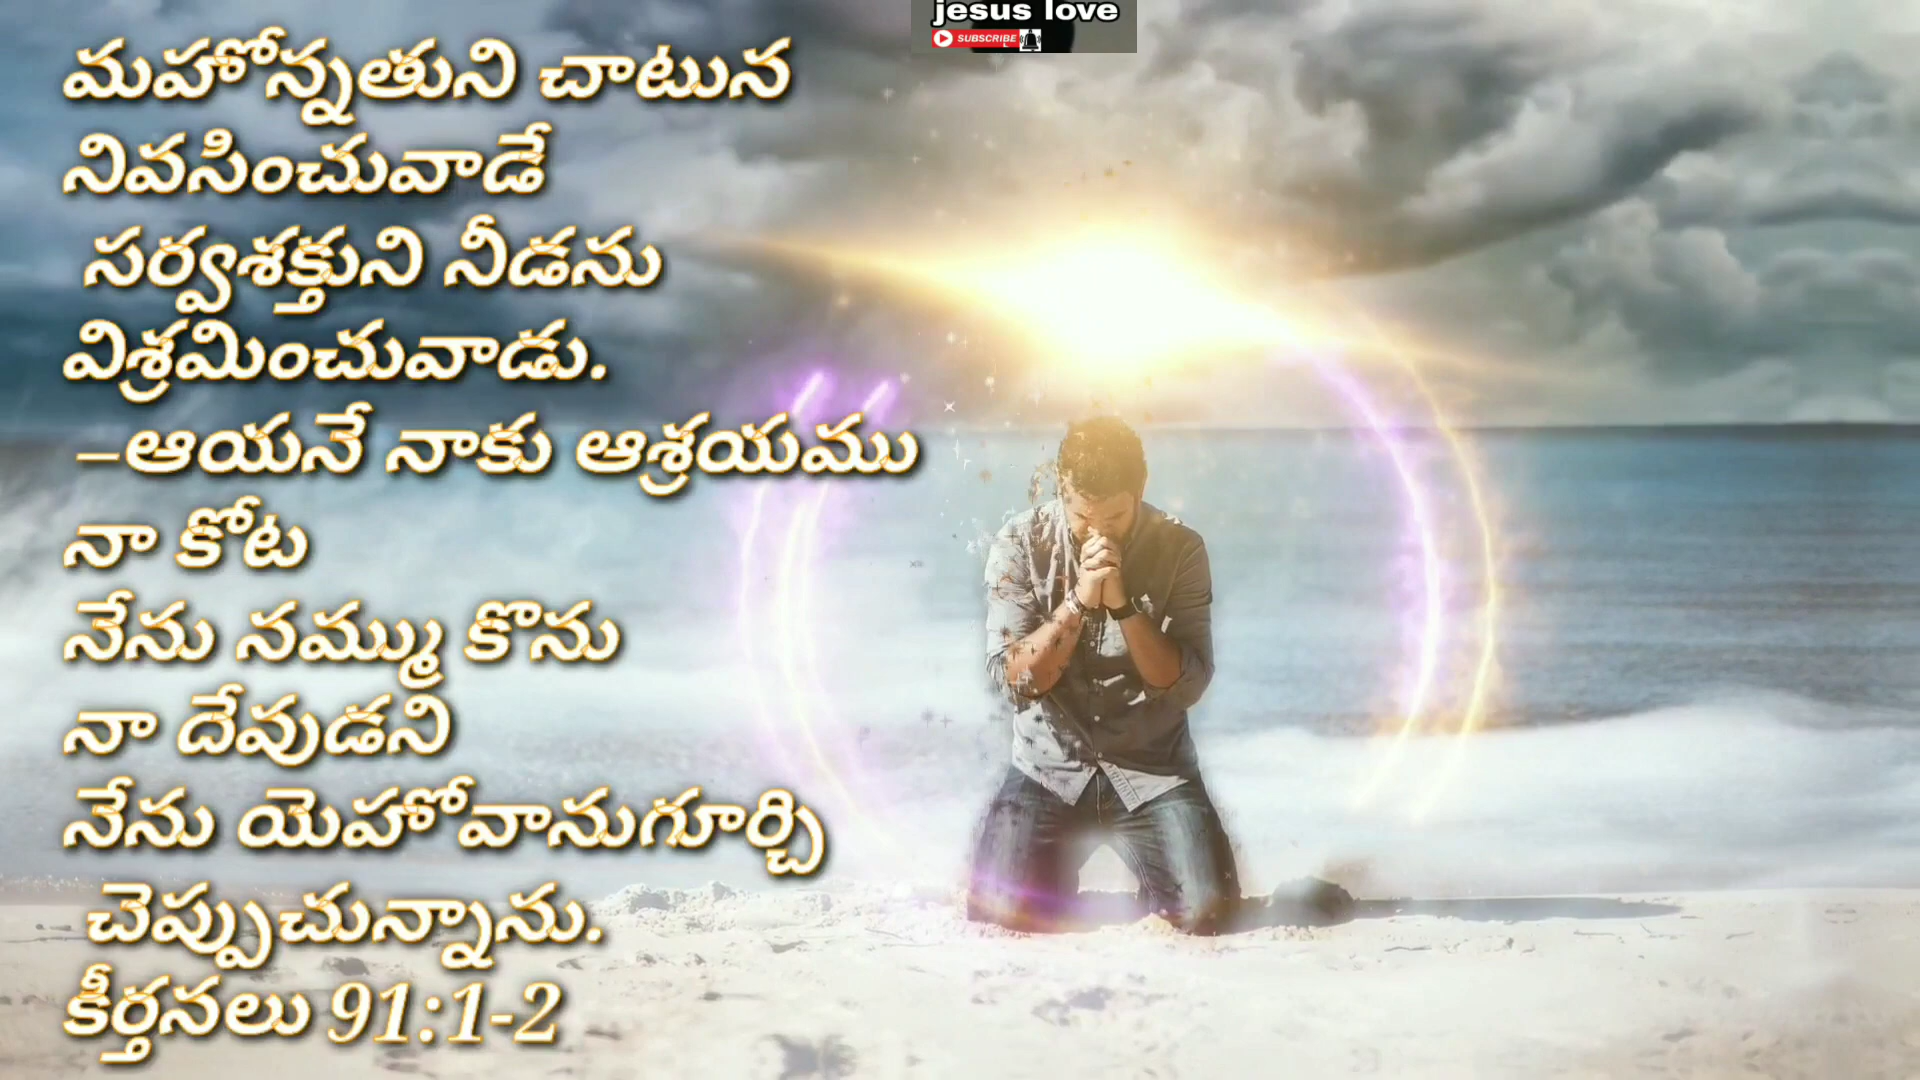 jesus love
SUBSCRIBE
మహోన్నతుని చాటున
నివసించువాడే
సర్వశక్తుని నీడను
విశ్రమించువాడు.
–ఆయనే నాకు ఆశ్రయము
నా కోట
నేను నమ్ము కొను
నా దేవుడని
నేను యెహోవానుగూర్చి
చెప్పుచున్నాను.
కీర్తనలు 91:1-2